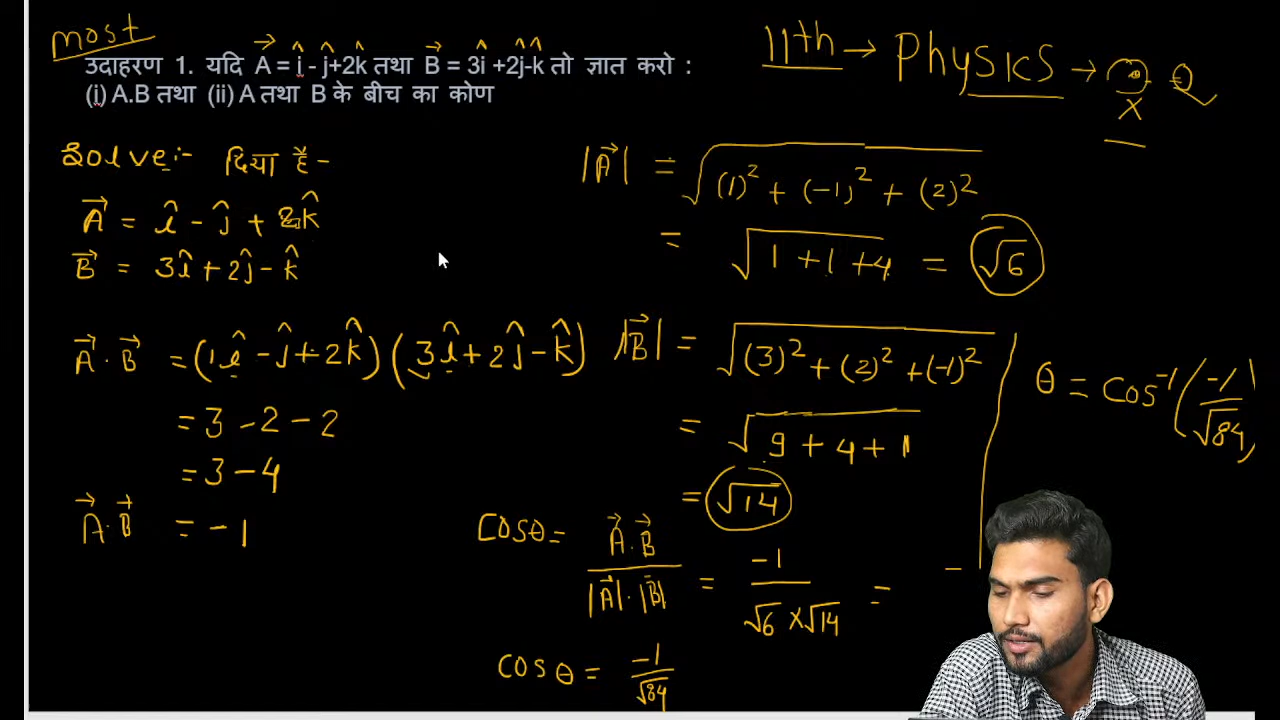 most
उदाहरण 1. यदि A⃗ = î - ĵ+2k̂ तथा B⃗ = 3î +2ĵ-k̂ तो ज्ञात करो :
(i) A.B तथा (ii) A तथा B के बीच का कोण
11th → Physics → Q
x
Solve:- दिया है -
A⃗ = î - ĵ + 2k̂
B⃗ = 3î + 2ĵ - k̂
A⃗ · B⃗ = (1î - ĵ + 2k̂) (3î + 2ĵ - k̂)
= 3 - 2 - 2
= 3 - 4
A⃗ · B⃗ = - 1
|A⃗| = √(1)² + (-1)² + (2)²
= √1 + 1 + 4 = √6
|B⃗| = √(3)² + (2)² + (-1)²
= √9 + 4 + 1
= √14
Cosθ = A⃗ · B⃗ / |A⃗| · |B⃗| = -1 / √6 × √14 = -
cos θ = -1 / √84
θ = Cos⁻¹ (-1 / √84)